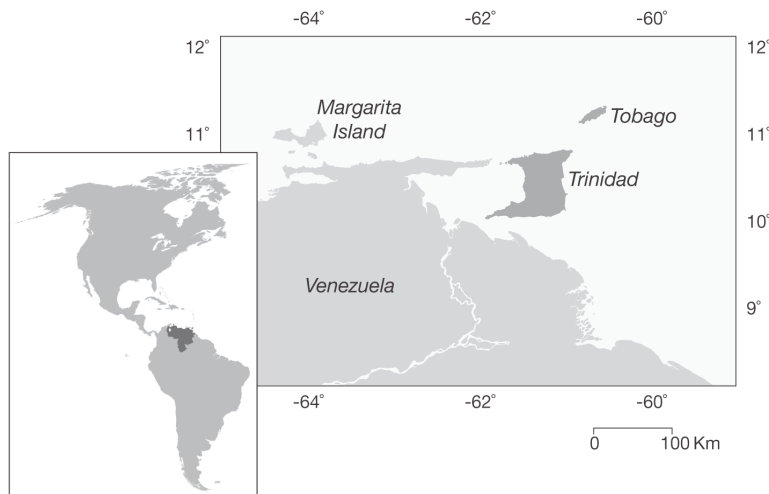 -64° -62° -60°
12° 12°
Margarita
Island
Tobago
11° 11°
Trinidad
10°
Venezuela
9°
-64° -62° -60°
0 100 Km